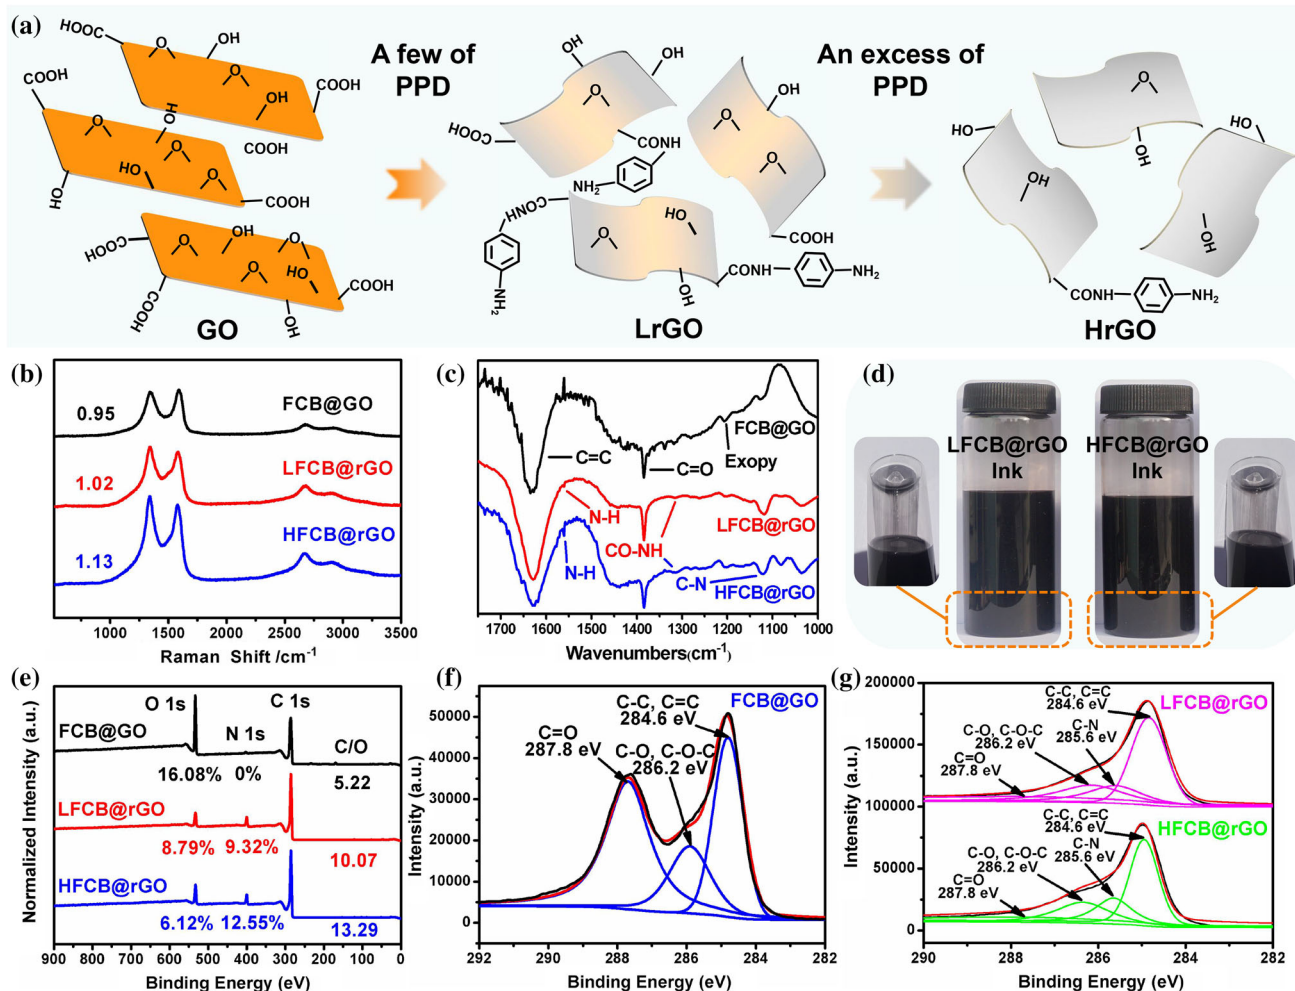 (a)
HOOC
O
OH
O
COOH
OH
COOH
HO
O
COOH
O
HO
O
OH
COOH
O
OH
O
COOH
O
HO
COOH
COOH
OH
GO
A few of
PPD
OH
OH
O
COOH
CONH
NH₂
CONH
NH₂
O
HO
OH
OH
O
O
COOH
CONH
NH₂
LrGO
An excess of
PPD
O
OH
HO
OH
HO
OH
CONH
NH₂
HrGO
(b)
0.95
FCB@GO
1.02
LFCB@rGO
1.13
HFCB@rGO
1000 1500 2000 2500 3000 3500
Raman Shift /cm⁻¹
(c)
FCB@GO
Exopy
C=C
C=O
N-H
LFCB@rGO
CO-NH
N-H
C-N
HFCB@rGO
1700 1600 1500 1400 1300 1200 1100 1000
Wavenumbers(cm⁻¹)
(d)
LFCB@rGO
Ink
HFCB@rGO
Ink
(e)
Normalized Intensity (a.u.)
O 1s
N 1s
C 1s
C/O
FCB@GO
16.08% 0% 5.22
LFCB@rGO
8.79% 9.32% 10.07
HFCB@rGO
6.12% 12.55% 13.29
900 800 700 600 500 400 300 200 100 0
Binding Energy (eV)
(f)
Intensity (a.u.)
50000
40000
30000
20000
10000
0
FCB@GO
C-C, C=C
284.6 eV
C=O
287.8 eV
C-O, C-O-C
286.2 eV
292 290 288 286 284 282
Binding Energy (eV)
(g)
Intensity (a.u.)
200000
150000
100000
50000
0
LFCB@rGO
C-C, C=C
284.6 eV
C-N
285.6 eV
C-O, C-O-C
286.2 eV
C=O
287.8 eV
HFCB@rGO
C-C, C=C
284.6 eV
C-N
285.6 eV
C-O, C-O-C
286.2 eV
C=O
287.8 eV
290 288 286 284 282
Binding Energy (eV)